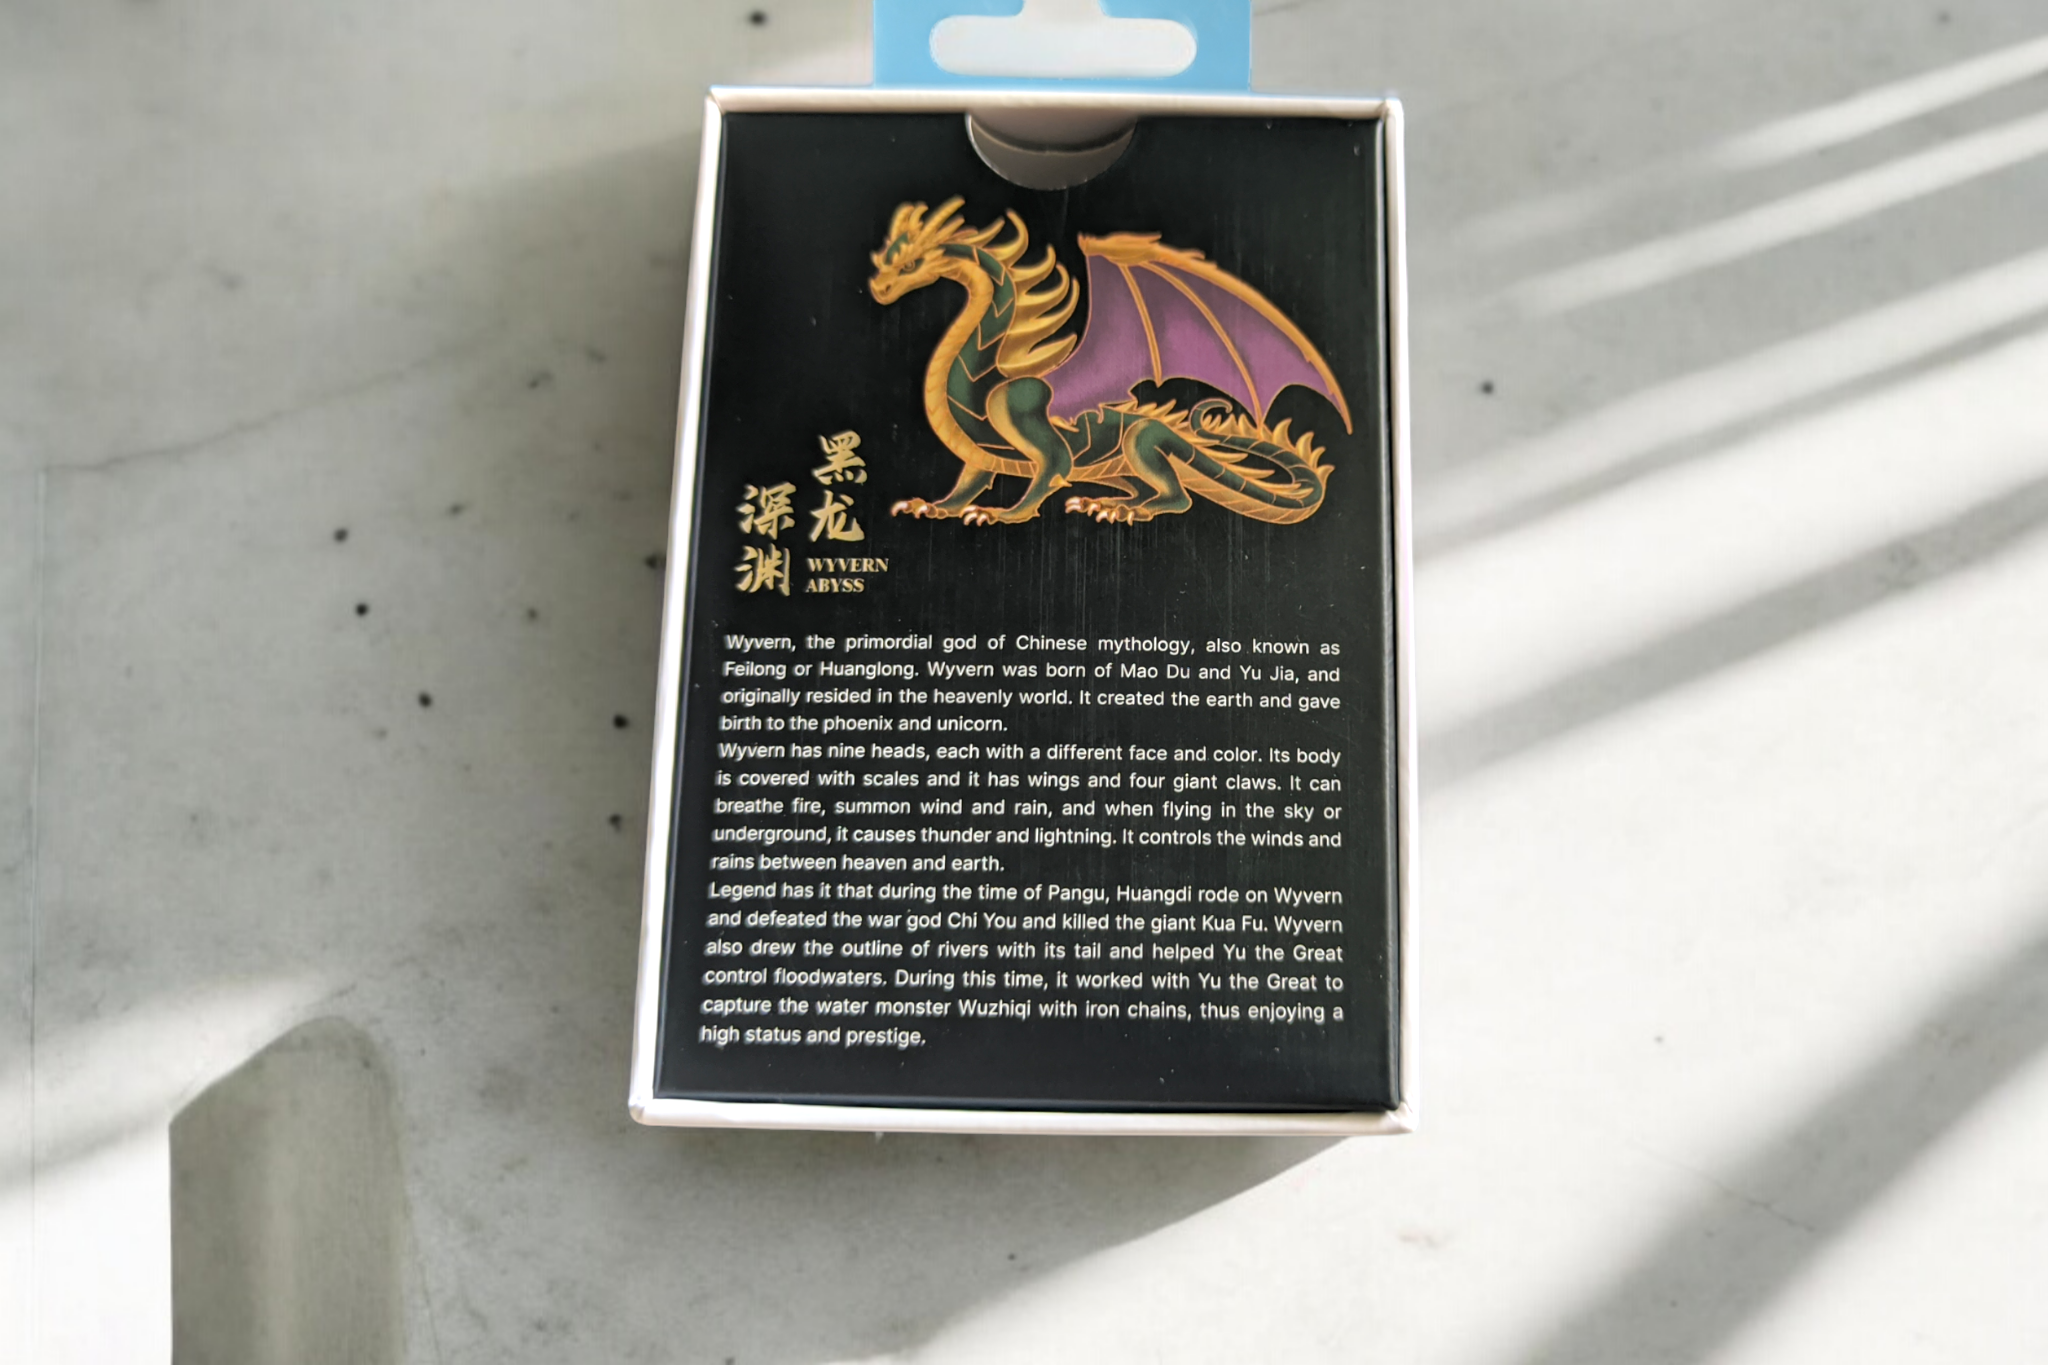 黑龙
深渊
WYVERN
ABYSS
Wyvern, the primordial god of Chinese mythology, also known as
Feilong or Huanglong. Wyvern was born of Mao Du and Yu Jia, and
originally resided in the heavenly world. It created the earth and gave
birth to the phoenix and unicorn.
Wyvern has nine heads, each with a different face and color. Its body
is covered with scales and it has wings and four giant claws. It can
breathe fire, summon wind and rain, and when flying in the sky or
underground, it causes thunder and lightning. It controls the winds and
rains between heaven and earth.
Legend has it that during the time of Pangu, Huangdi rode on Wyvern
and defeated the war god Chi You and killed the giant Kua Fu. Wyvern
also drew the outline of rivers with its tail and helped Yu the Great
control floodwaters. During this time, it worked with Yu the Great to
capture the water monster Wuzhiqi with iron chains, thus enjoying a
high status and prestige.